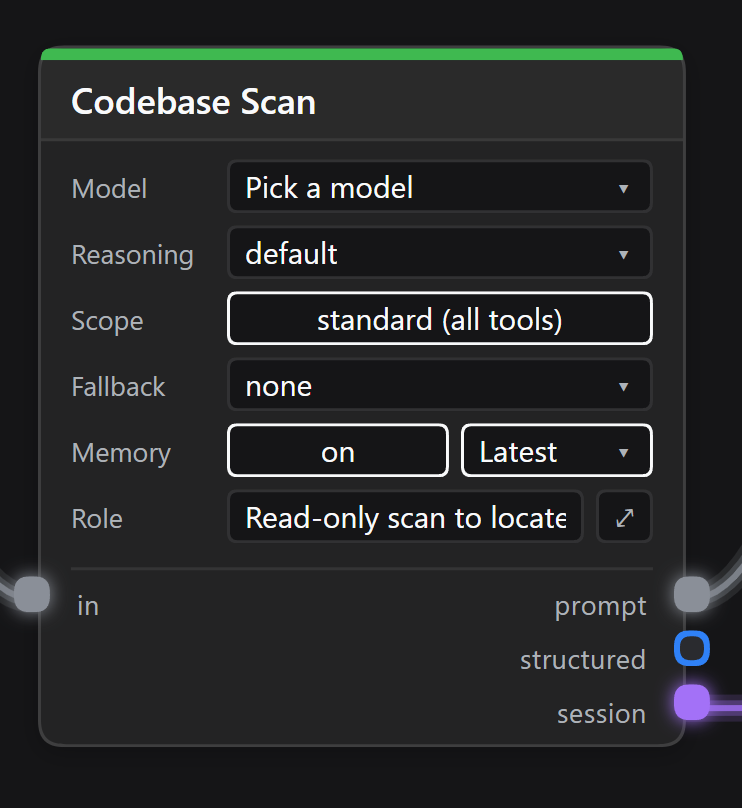 Codebase Scan
Model Pick a model
Reasoning default
Scope standard (all tools)
Fallback none
Memory on Latest
Role Read-only scan to locate
in prompt
structured
session